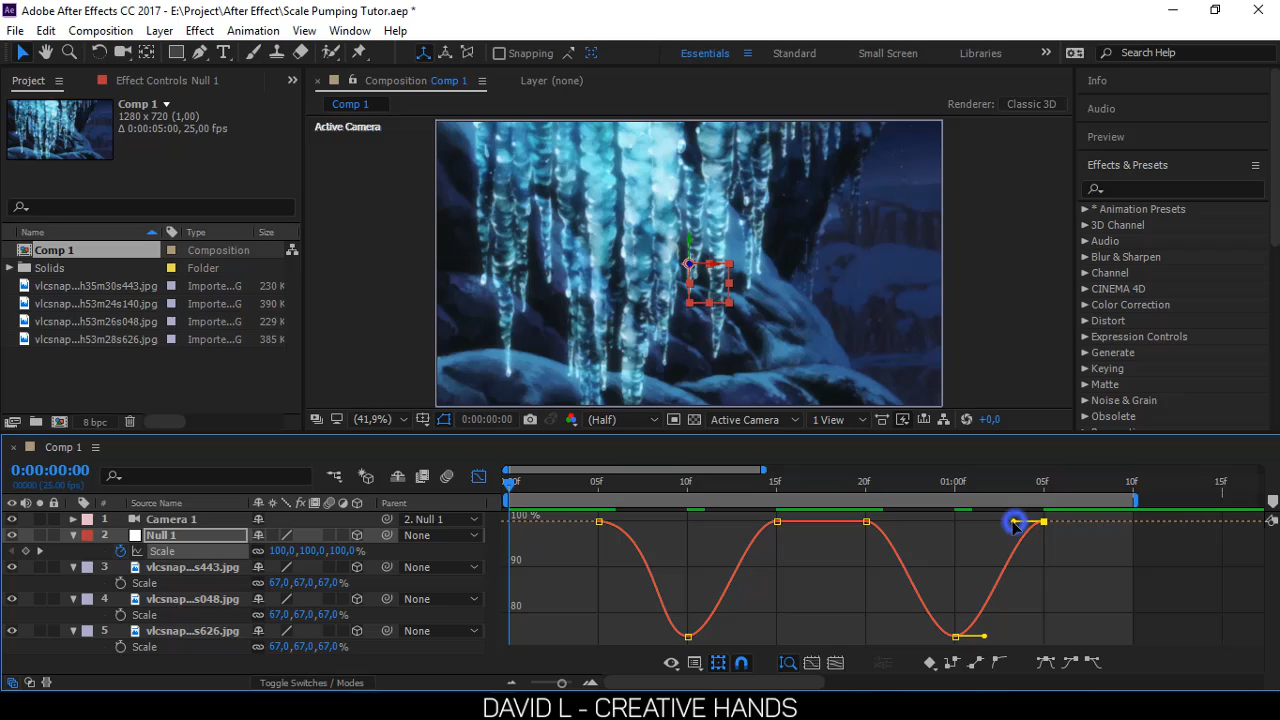 Adobe After Effects CC 2017 - E:\Project\After Effect\Scale Pumping Tutor.aep *
File Edit Composition Layer Effect Animation View Window Help
Snapping Essentials Standard Small Screen Libraries Search Help
Project Effect Controls Null 1 Composition Comp 1 Layer (none) Info
Comp 1 Renderer: Classic 3D
Comp 1
1280 x 720 (1,00)
Δ 0:00:05:00, 25,00 fps
Active Camera
Audio
Preview
Effects & Presets
Name Type Size
Comp 1 Composition
Solids Folder
vlcsnap...h35m30s443.jpg Importe...G 230 K
vlcsnap...h53m24s140.jpg Importe...G 390 K
vlcsnap...h53m26s048.jpg Importe...G 229 K
vlcsnap...h53m28s626.jpg Importe...G 385 K
* Animation Presets
3D Channel
Audio
Blur & Sharpen
Channel
CINEMA 4D
Color Correction
Distort
Expression Controls
Generate
Keying
Matte
Noise & Grain
Obsolete
8 bpc (41,9%) 0:00:00:00 (Half) Active Camera 1 View +0,0
Comp 1
0:00:00:00
00000 (25.00 fps)
Source Name Parent
:00f 05f 10f 15f 20f 01:00f 05f 10f 15f
1 Camera 1 2. Null 1
2 Null 1 None
Scale 100,0,100,0,100,0%
3 vlcsnap...s443.jpg None
Scale 67,0,67,0,67,0%
4 vlcsnap...s048.jpg None
Scale 67,0,67,0,67,0%
5 vlcsnap...s626.jpg None
Scale 67,0,67,0,67,0%
100 %
90
80
Toggle Switches / Modes
DAVID L - CREATIVE HANDS